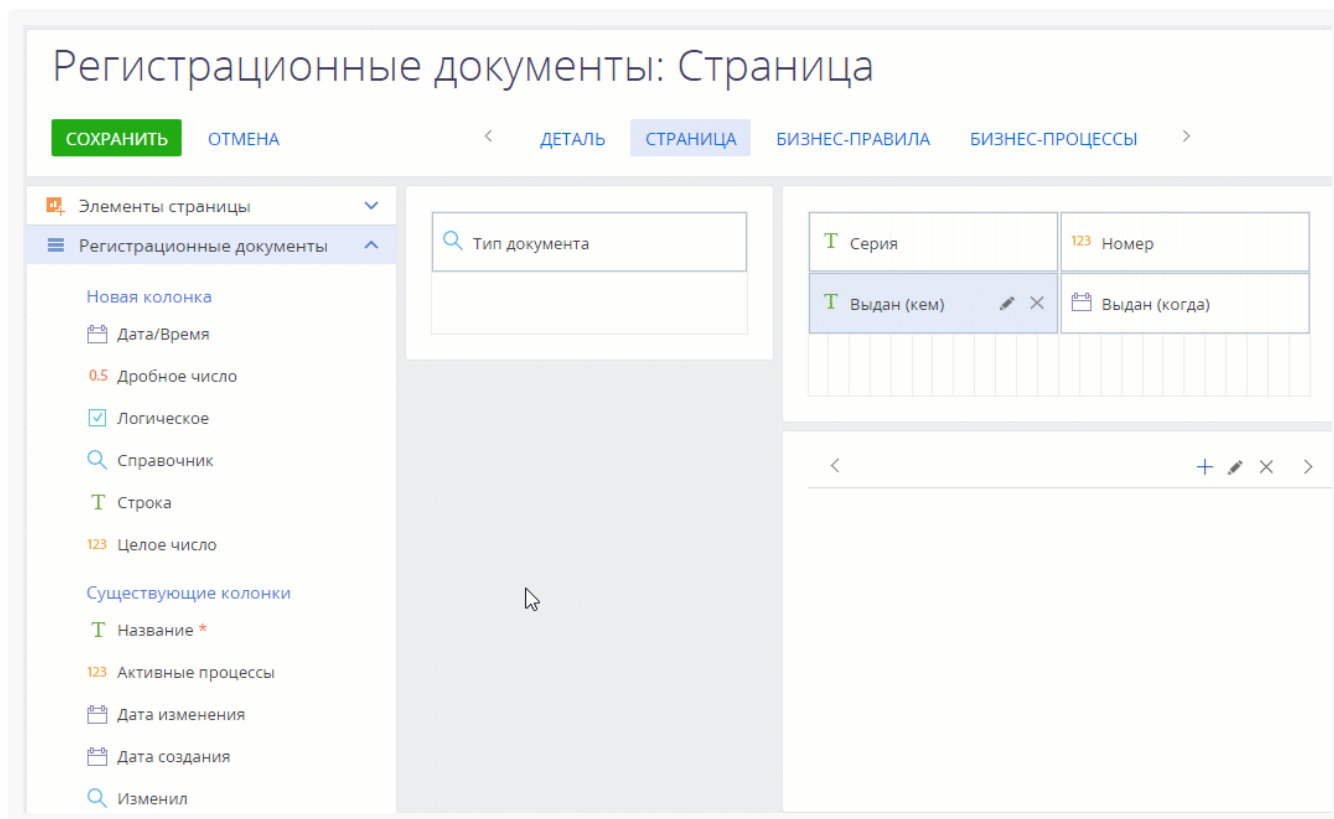 Регистрационные документы: Страница
СОХРАНИТЬ ОТМЕНА ДЕТАЛЬ СТРАНИЦА БИЗНЕС-ПРАВИЛА БИЗНЕС-ПРОЦЕССЫ
Элементы страницы
Регистрационные документы
Новая колонка
Дата/Время
0.5 Дробное число
Логическое
Справочник
T Строка
123 Целое число
Существующие колонки
T Название *
123 Активные процессы
Дата изменения
Дата создания
Изменил
Тип документа
T Серия
123 Номер
T Выдан (кем)
Выдан (когда)